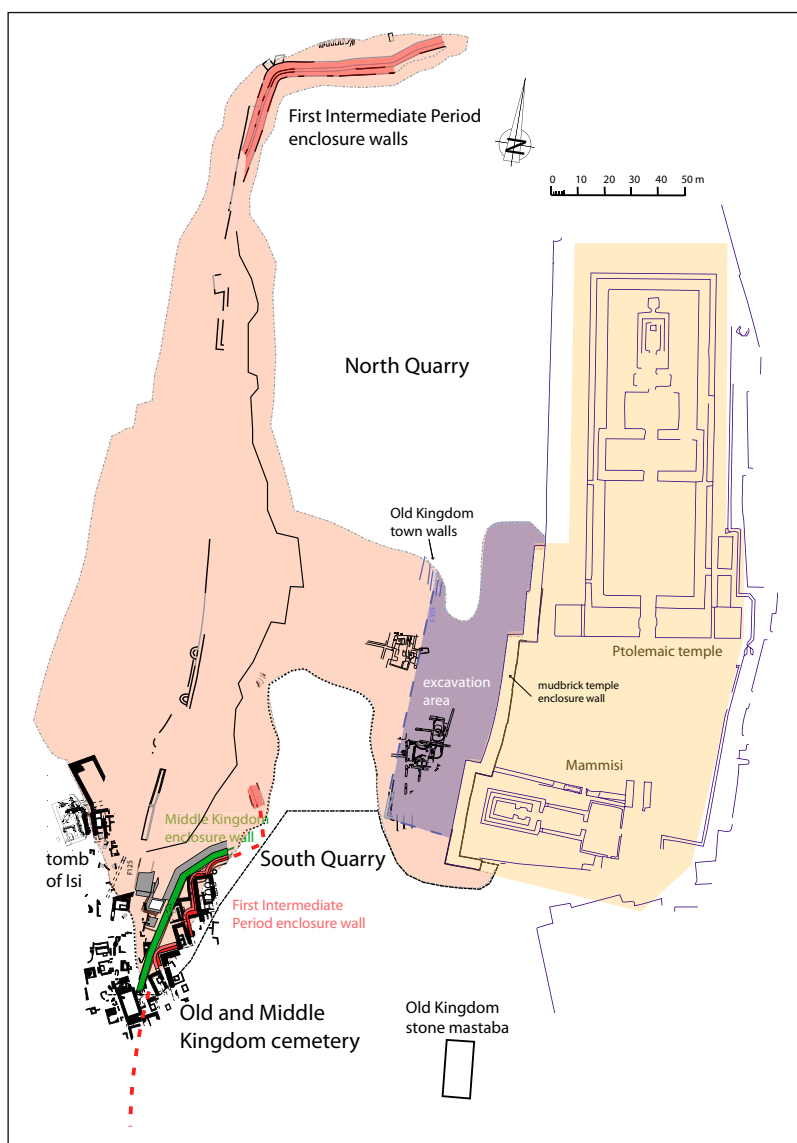 First Intermediate Period
enclosure walls
N
0 10 20 30 40 50 m
North Quarry
Old Kingdom
town walls
Ptolemaic temple
excavation
area
mudbrick temple
enclosure wall
Mammisi
Middle Kingdom
enclosure wall
tomb
of Isi
F125
South Quarry
First Intermediate
Period enclosure wall
Old and Middle
Kingdom cemetery
Old Kingdom
stone mastaba